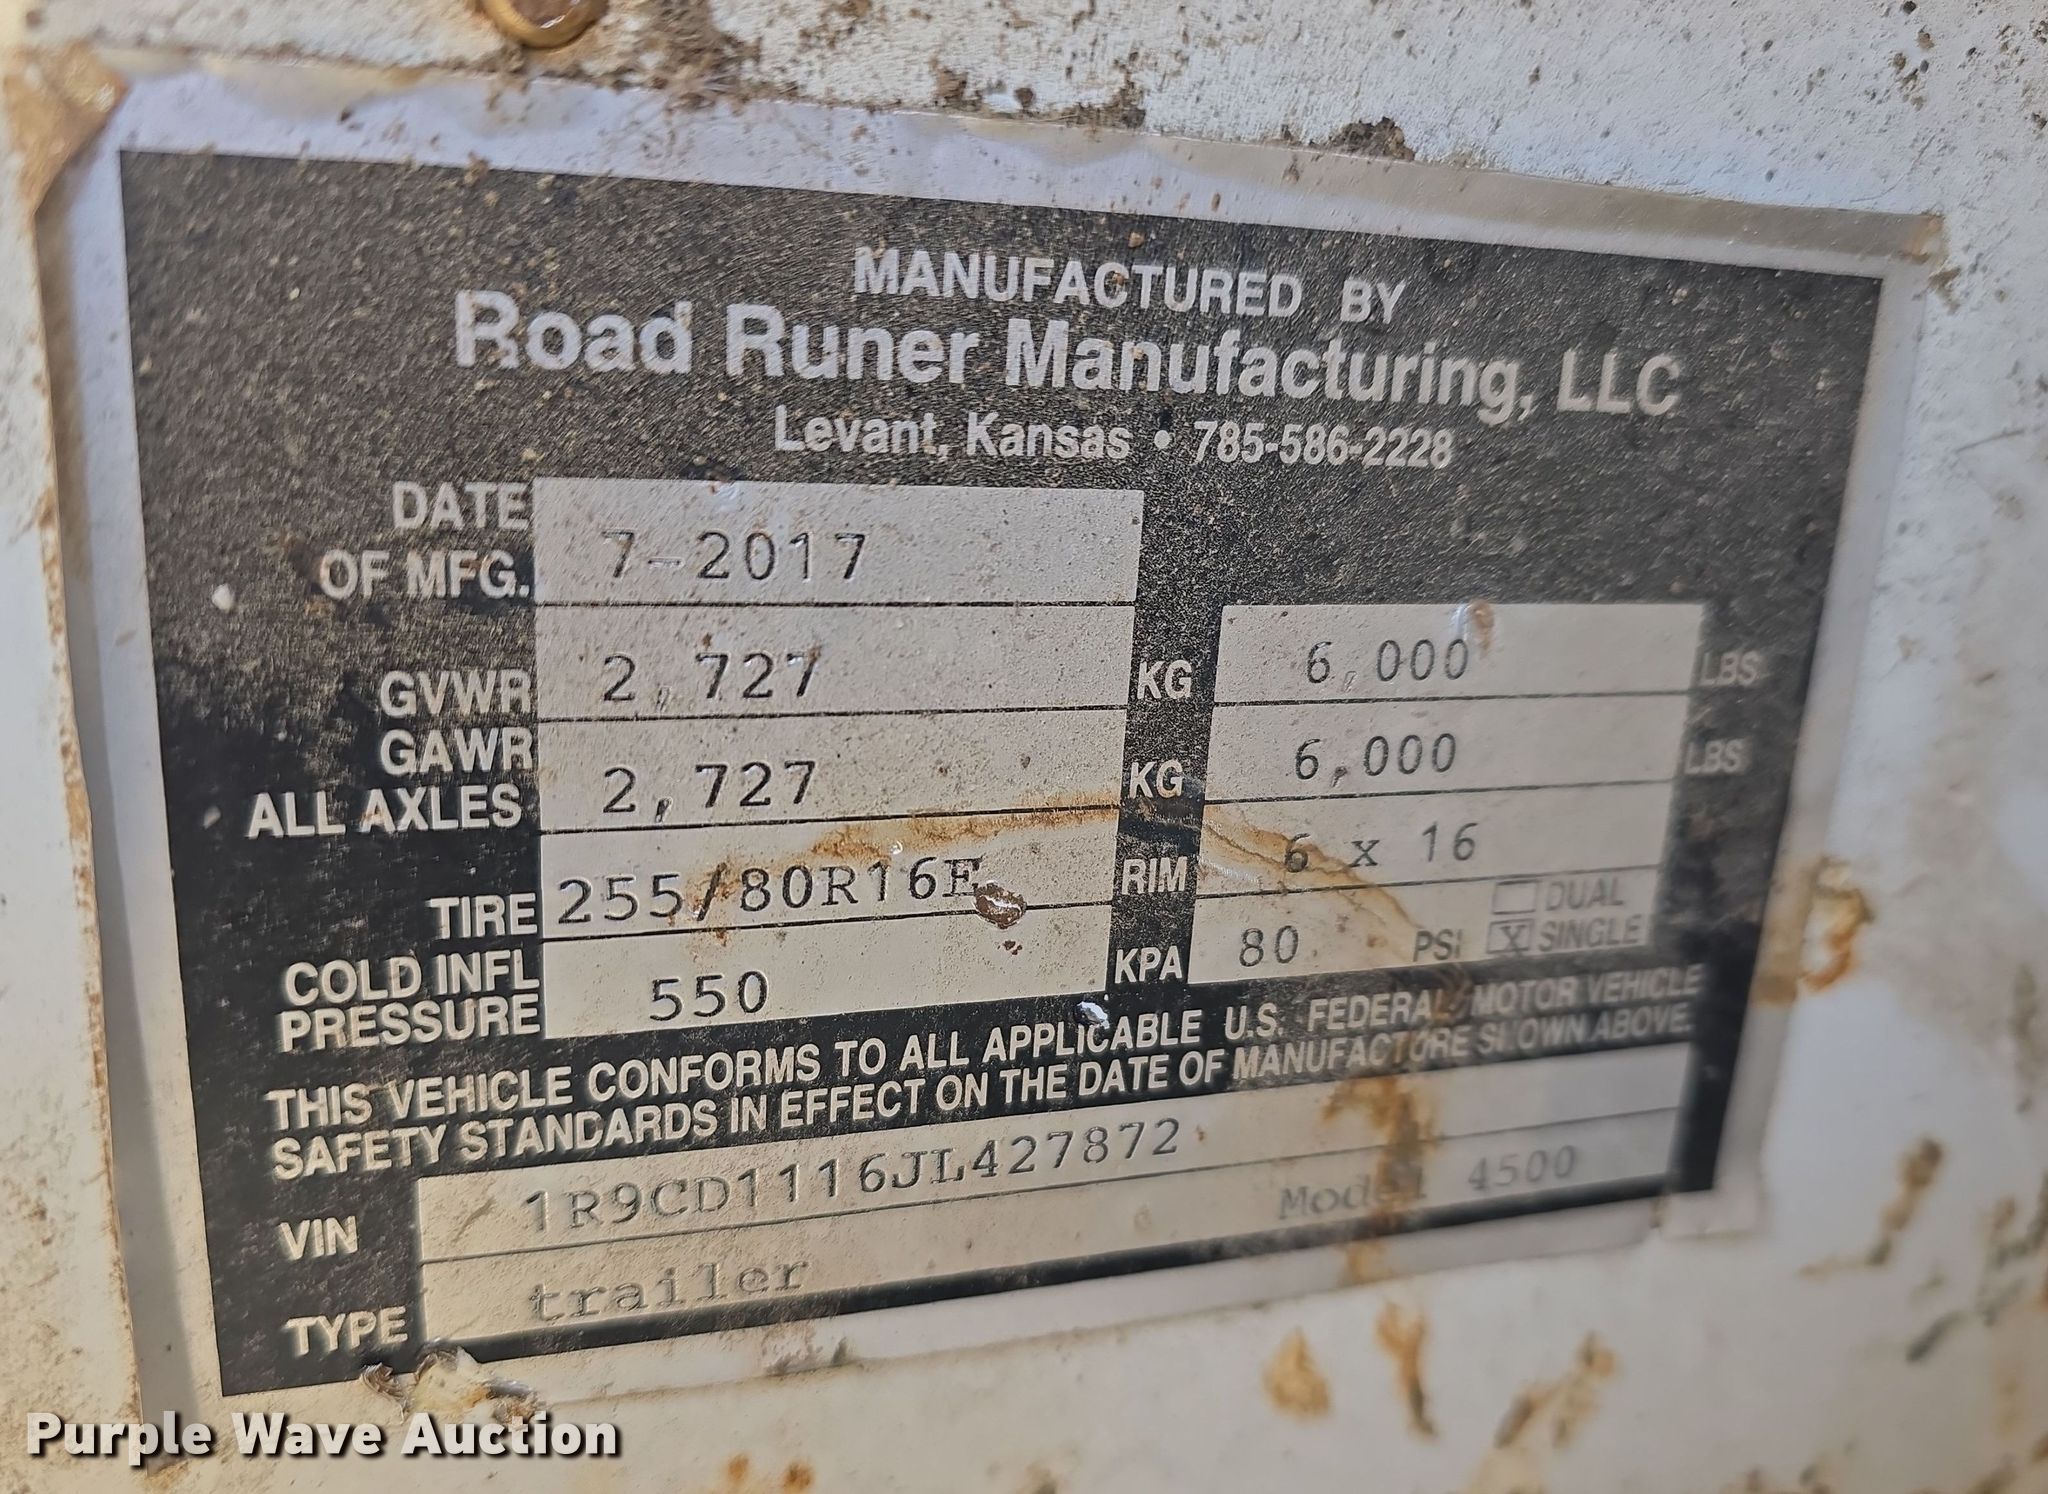 MANUFACTURED BY
Road Runer Manufacturing, LLC
Levant, Kansas • 785-586-2228
DATE OF MFG. 7-2017
GVWR 2,727 KG 6,000 LBS
GAWR ALL AXLES 2,727 KG 6,000 LBS
TIRE 255/80R16E RIM 6 x 16
COLD INFL PRESSURE 550 KPA 80 PSI DUAL X SINGLE
THIS VEHICLE CONFORMS TO ALL APPLICABLE U.S. FEDERAL MOTOR VEHICLE
SAFETY STANDARDS IN EFFECT ON THE DATE OF MANUFACTURE SHOWN ABOVE.
VIN 1R9CD1116JL427872
TYPE trailer Model 4500
Purple Wave Auction